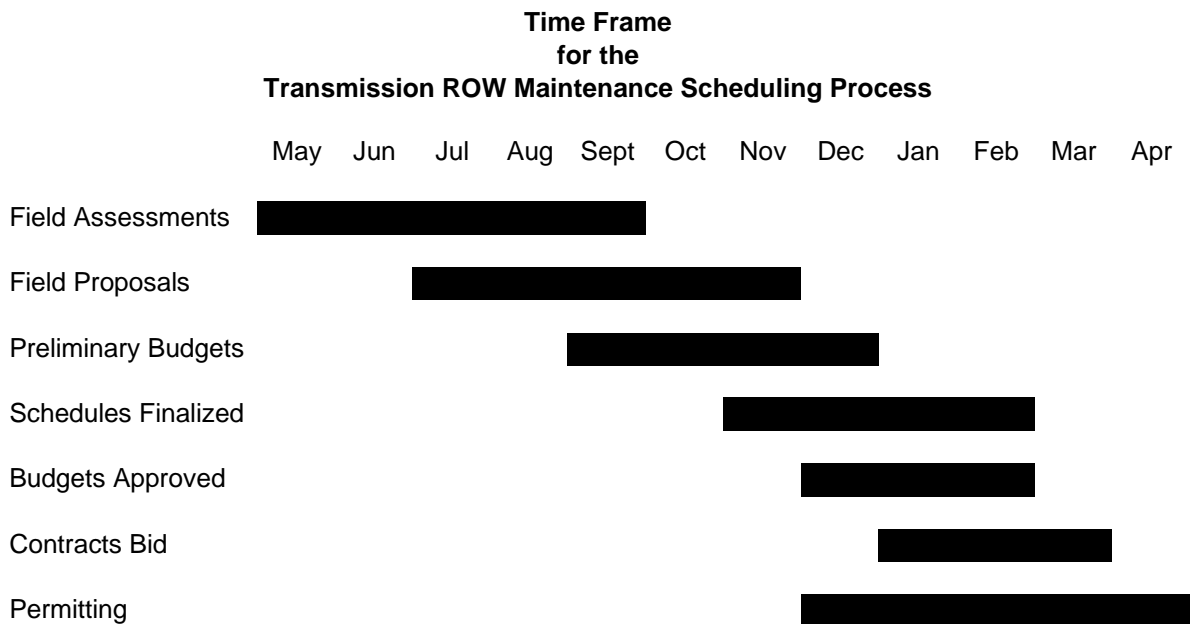 Time Frame
for the
Transmission ROW Maintenance Scheduling Process
May Jun Jul Aug Sept Oct Nov Dec Jan Feb Mar Apr
Field Assessments
Field Proposals
Preliminary Budgets
Schedules Finalized
Budgets Approved
Contracts Bid
Permitting